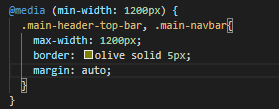 @media (min-width: 1200px) {
.main-header-top-bar, .main-navbar{
max-width: 1200px;
border: olive solid 5px;
margin: auto;
}
}